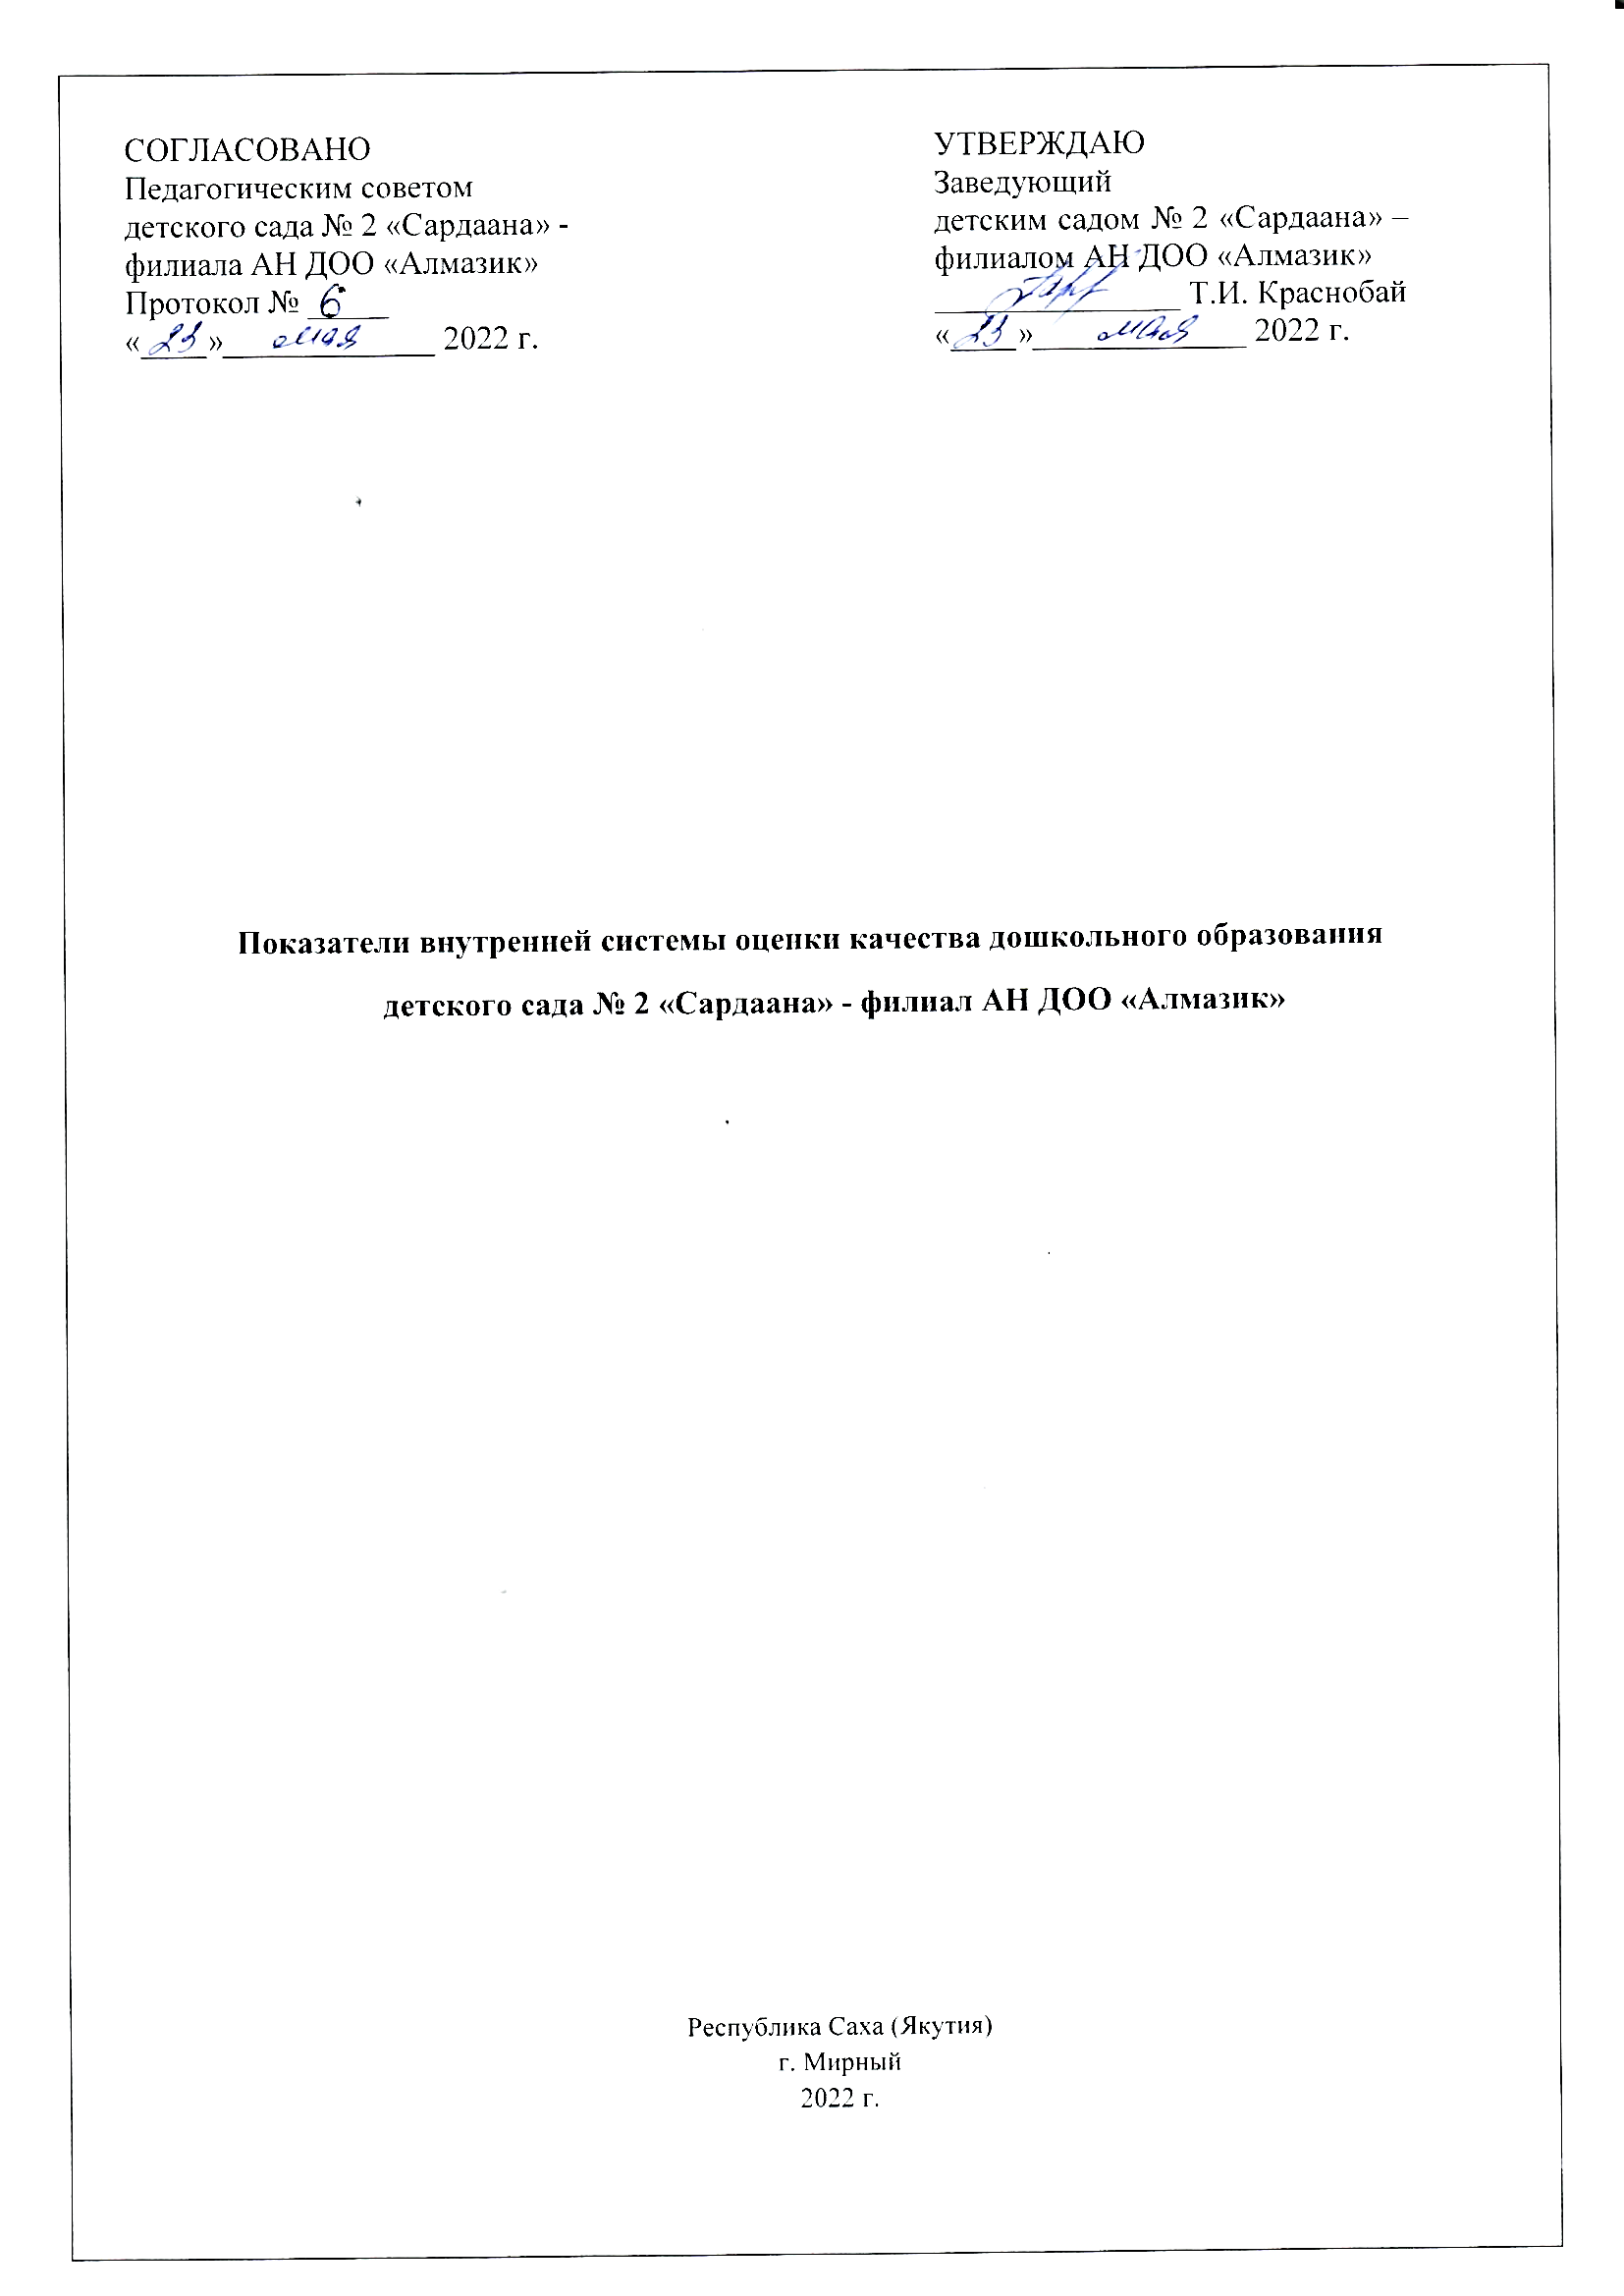 СОГЛАСОВАНО
Педагогическим советом
детского сада № 2 «Сардаана» -
филиала АН ДОО «Алмазик»
Протокол № 6
«23» мая 2022 г.
УТВЕРЖДАЮ
Заведующий
детским садом № 2 «Сардаана» –
филиалом АН ДОО «Алмазик»
Т.И. Краснобай
«23» мая 2022 г.
Показатели внутренней системы оценки качества дошкольного образования
детского сада № 2 «Сардаана» - филиал АН ДОО «Алмазик»
Республика Саха (Якутия)
г. Мирный
2022 г.